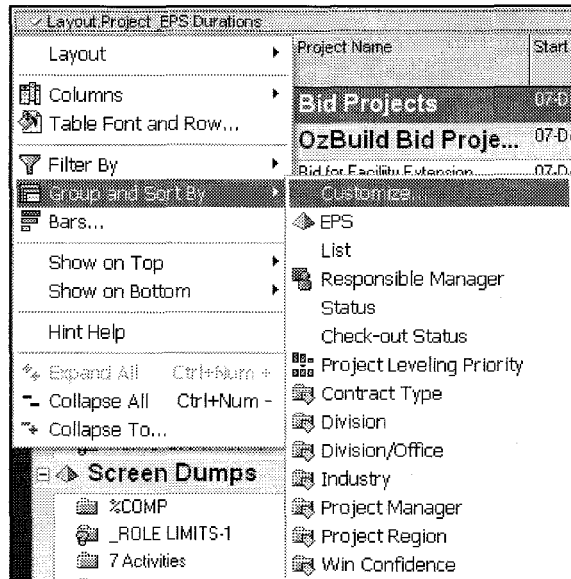 Layout: Project_EPS Durations
Layout
Columns
Table Font and Row...
Filter By
Group and Sort By
Bars...
Show on Top
Show on Bottom
Hint Help
Expand All Ctrl+Num +
Collapse All Ctrl+Num -
Collapse To...
Project Name Start
Bid Projects 07-D
OzBuild Bid Proje... 07-D
Bid for Facility Extension 07-D
Customize...
EPS
List
Responsible Manager
Status
Check-out Status
Project Leveling Priority
Contract Type
Division
Division/Office
Industry
Project Manager
Project Region
Win Confidence
Screen Dumps
%COMP
_ROLE LIMITS-1
7 Activities